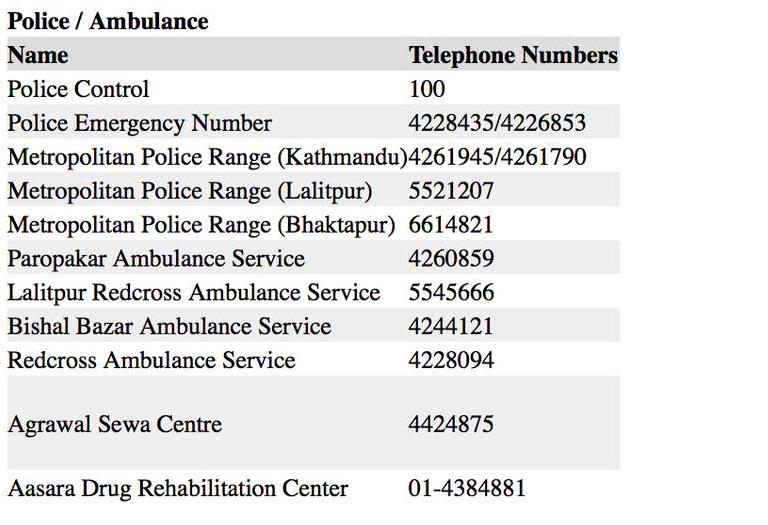 Police / Ambulance
Name Telephone Numbers
Police Control 100
Police Emergency Number 4228435/4226853
Metropolitan Police Range (Kathmandu) 4261945/4261790
Metropolitan Police Range (Lalitpur) 5521207
Metropolitan Police Range (Bhaktapur) 6614821
Paropakar Ambulance Service 4260859
Lalitpur Redcross Ambulance Service 5545666
Bishal Bazar Ambulance Service 4244121
Redcross Ambulance Service 4228094
Agrawal Sewa Centre 4424875
Aasara Drug Rehabilitation Center 01-4384881